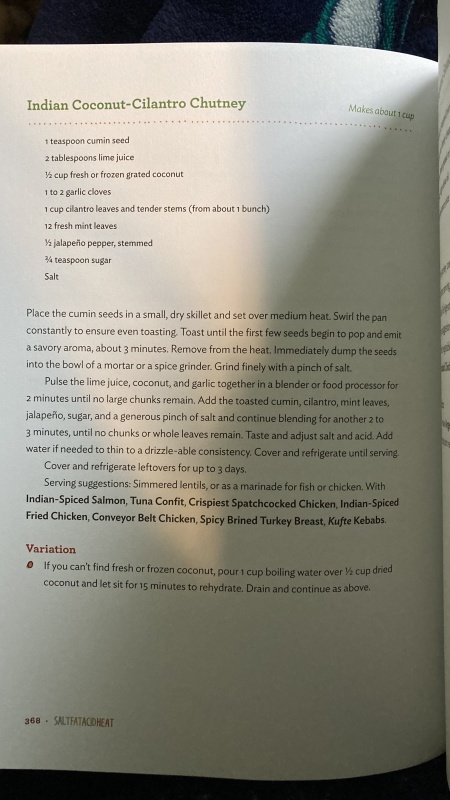 Indian Coconut-Cilantro Chutney
Makes about 1 cup
1 teaspoon cumin seed
2 tablespoons lime juice
½ cup fresh or frozen grated coconut
1 to 2 garlic cloves
1 cup cilantro leaves and tender stems (from about 1 bunch)
12 fresh mint leaves
½ jalapeño pepper, stemmed
¾ teaspoon sugar
Salt
Place the cumin seeds in a small, dry skillet and set over medium heat. Swirl the pan
constantly to ensure even toasting. Toast until the first few seeds begin to pop and emit
a savory aroma, about 3 minutes. Remove from the heat. Immediately dump the seeds
into the bowl of a mortar or a spice grinder. Grind finely with a pinch of salt.
Pulse the lime juice, coconut, and garlic together in a blender or food processor for
2 minutes until no large chunks remain. Add the toasted cumin, cilantro, mint leaves,
jalapeño, sugar, and a generous pinch of salt and continue blending for another 2 to
3 minutes, until no chunks or whole leaves remain. Taste and adjust salt and acid. Add
water if needed to thin to a drizzle-able consistency. Cover and refrigerate until serving.
Cover and refrigerate leftovers for up to 3 days.
Serving suggestions: Simmered lentils, or as a marinade for fish or chicken. With
Indian-Spiced Salmon, Tuna Confit, Crispiest Spatchcocked Chicken, Indian-Spiced
Fried Chicken, Conveyor Belt Chicken, Spicy Brined Turkey Breast, Kufte Kebabs.
Variation
If you can't find fresh or frozen coconut, pour 1 cup boiling water over ½ cup dried
coconut and let sit for 15 minutes to rehydrate. Drain and continue as above.
368 • SALT FAT ACID HEAT